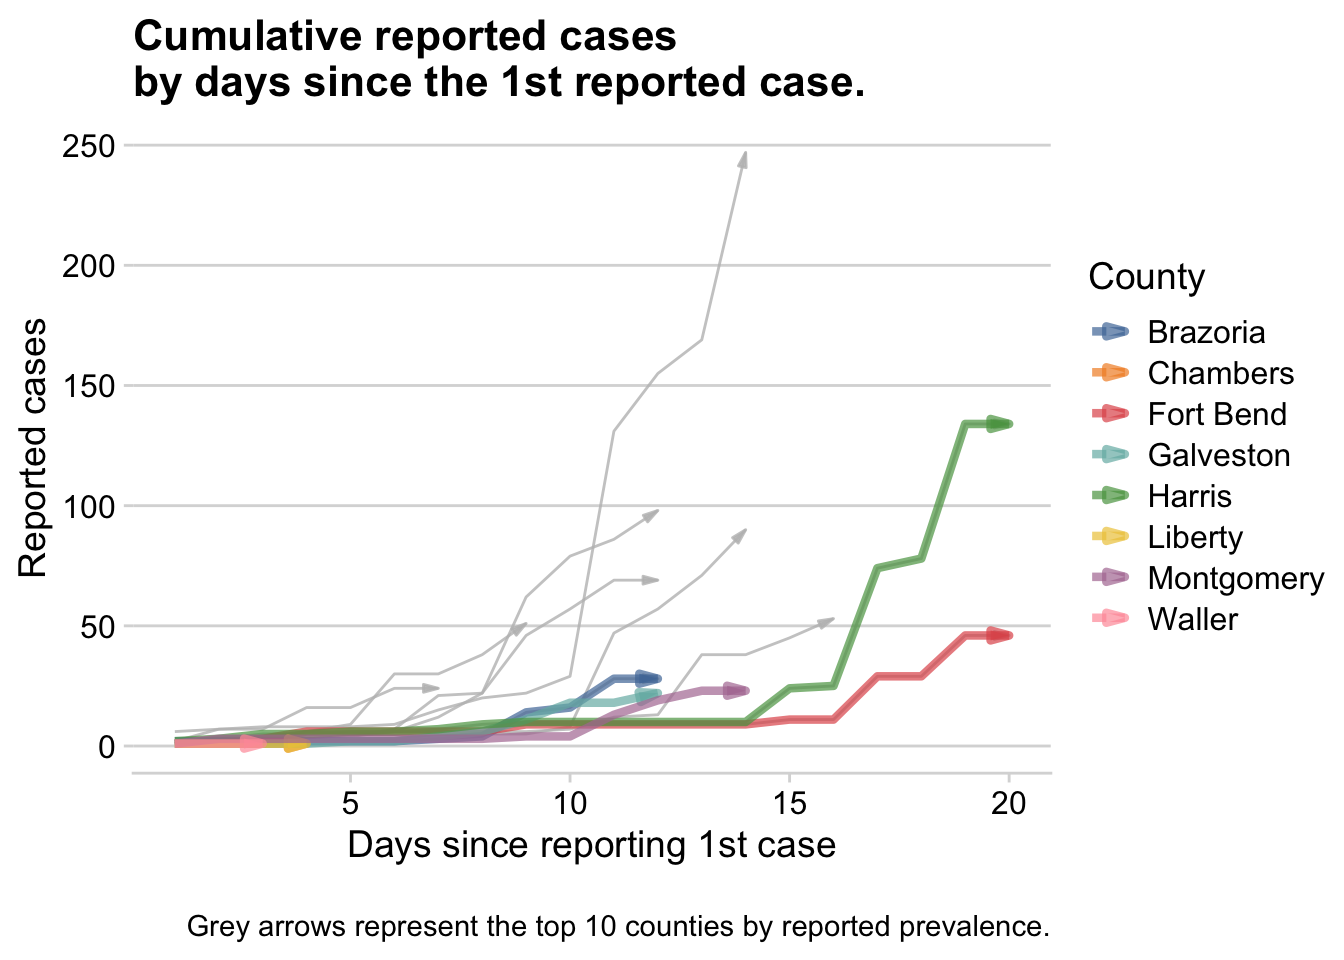 Cumulative reported cases
by days since the 1st reported case.
250
200
150
100
50
0
Reported cases
5 10 15 20
Days since reporting 1st case
County
Brazoria
Chambers
Fort Bend
Galveston
Harris
Liberty
Montgomery
Waller
Grey arrows represent the top 10 counties by reported prevalence.